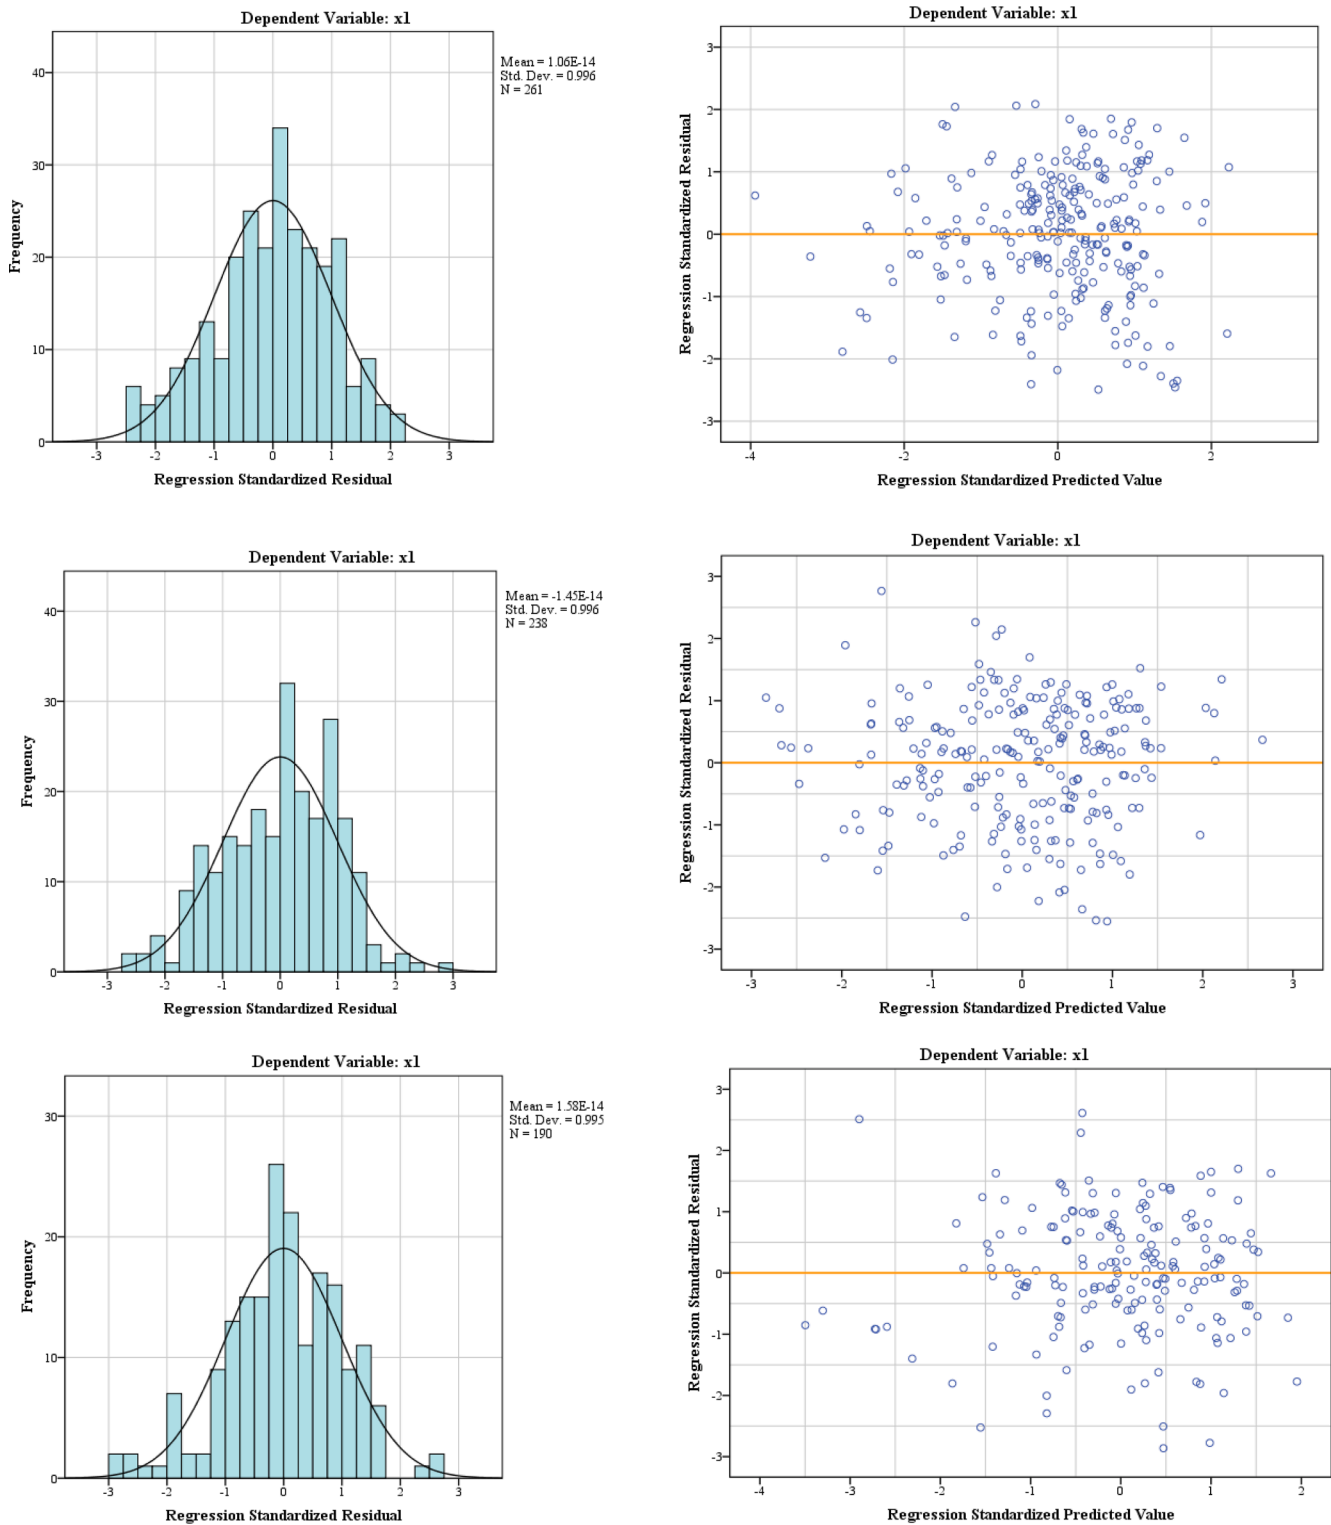 Dependent Variable: x1
Mean = 1.06E-14
Std. Dev. = 0.996
N = 261
Frequency
40
30
20
10
0
-3 -2 -1 0 1 2 3
Regression Standardized Residual
Dependent Variable: x1
Regression Standardized Residual
3
2
1
0
-1
-2
-3
-4 -2 0 2
Regression Standardized Predicted Value
Dependent Variable: x1
Mean = -1.45E-14
Std. Dev. = 0.996
N = 238
Frequency
40
30
20
10
0
-3 -2 -1 0 1 2 3
Regression Standardized Residual
Dependent Variable: x1
Regression Standardized Residual
3
2
1
0
-1
-2
-3
-3 -2 -1 0 1 2 3
Regression Standardized Predicted Value
Dependent Variable: x1
Mean = 1.58E-14
Std. Dev. = 0.995
N = 190
Frequency
30
20
10
0
-3 -2 -1 0 1 2 3
Regression Standardized Residual
Dependent Variable: x1
Regression Standardized Residual
3
2
1
0
-1
-2
-3
-4 -3 -2 -1 0 1 2
Regression Standardized Predicted Value